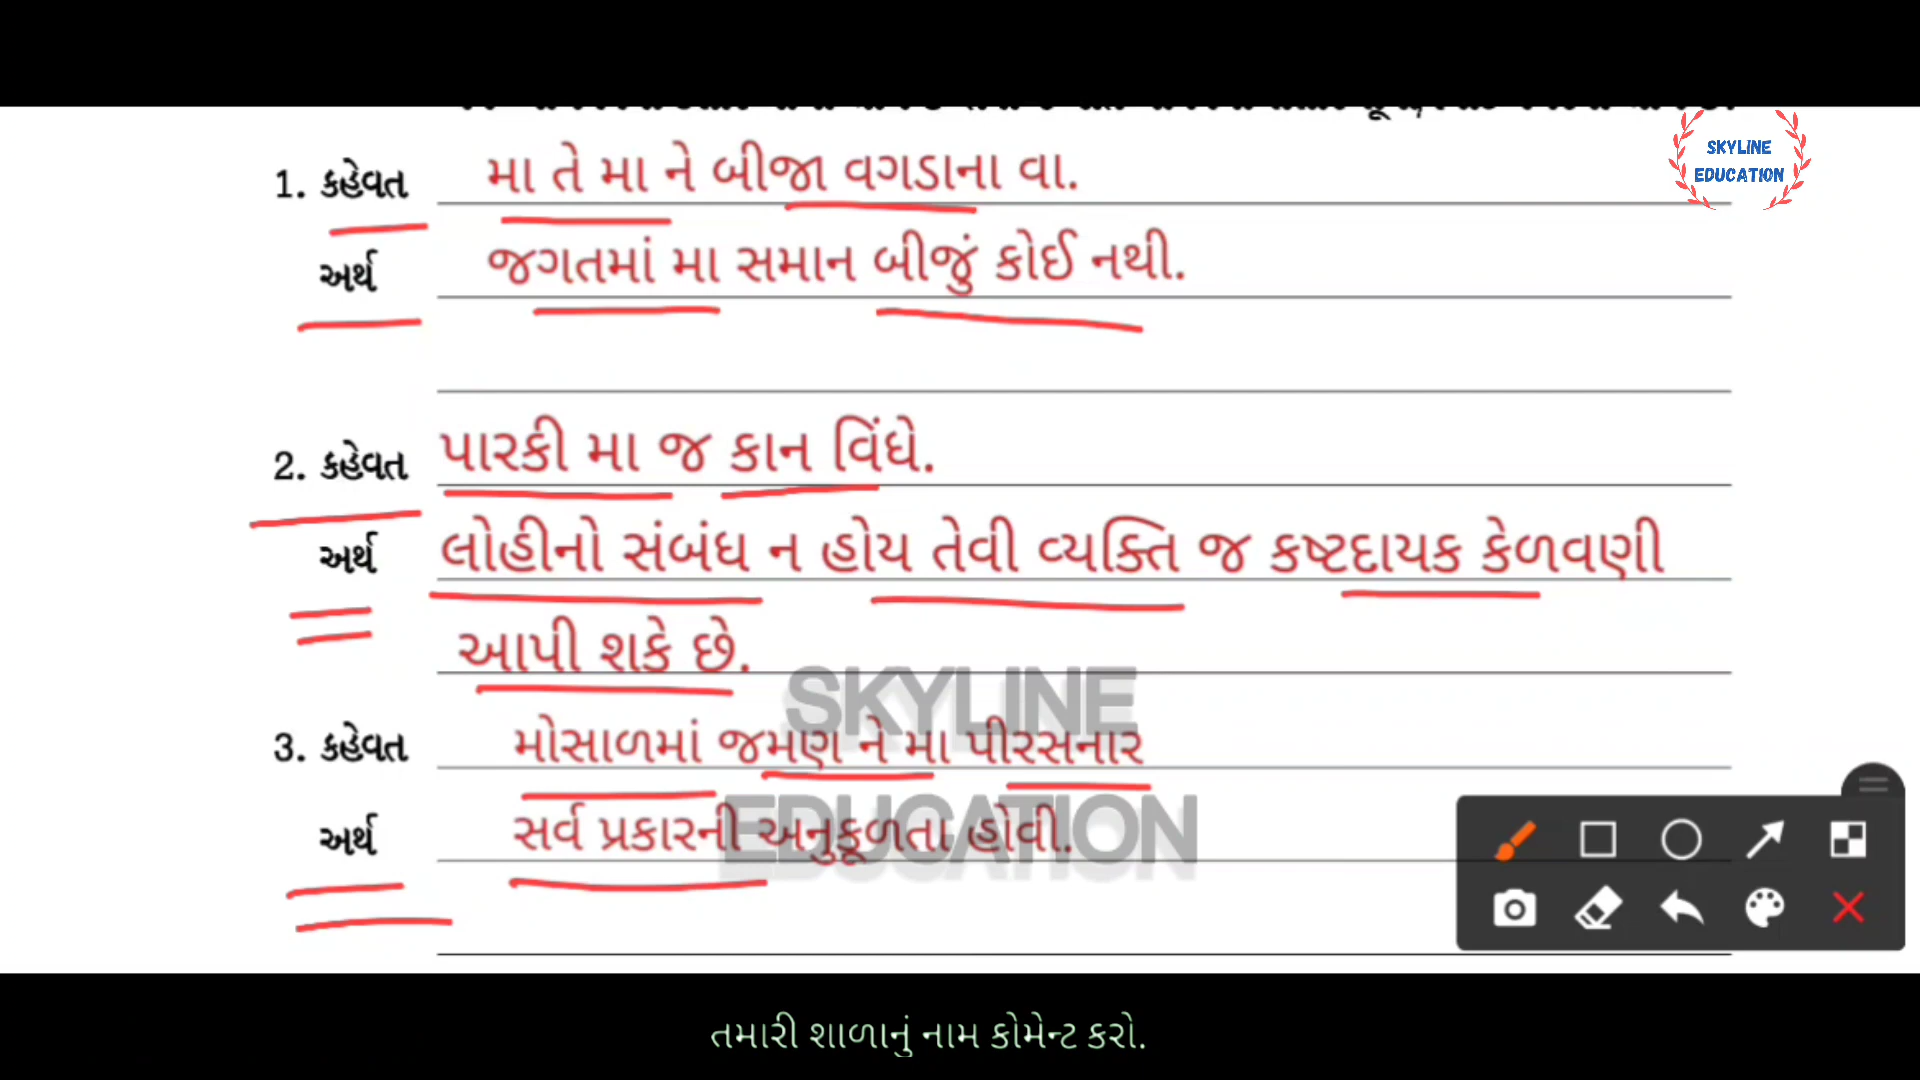 SKYLINE
EDUCATION
1. કહેવત મા તે મા ને બીજા વગડાના વા.
અર્થ જગતમાં મા સમાન બીજું કોઈ નથી.
2. કહેવત પારકી મા જ કાન વિંધે.
અર્થ લોહીનો સંબંધ ન હોય તેવી વ્યક્તિ જ કષ્ટદાયક કેળવણી
આપી શકે છે.
SKYLINE
3. કહેવત મોસાળમાં જમણ ને મા પીરસનાર
EDUCATION
અર્થ સર્વ પ્રકારની અનુકૂળતા હોવી.
તમારી શાળાનું નામ કોમેન્ટ કરો.